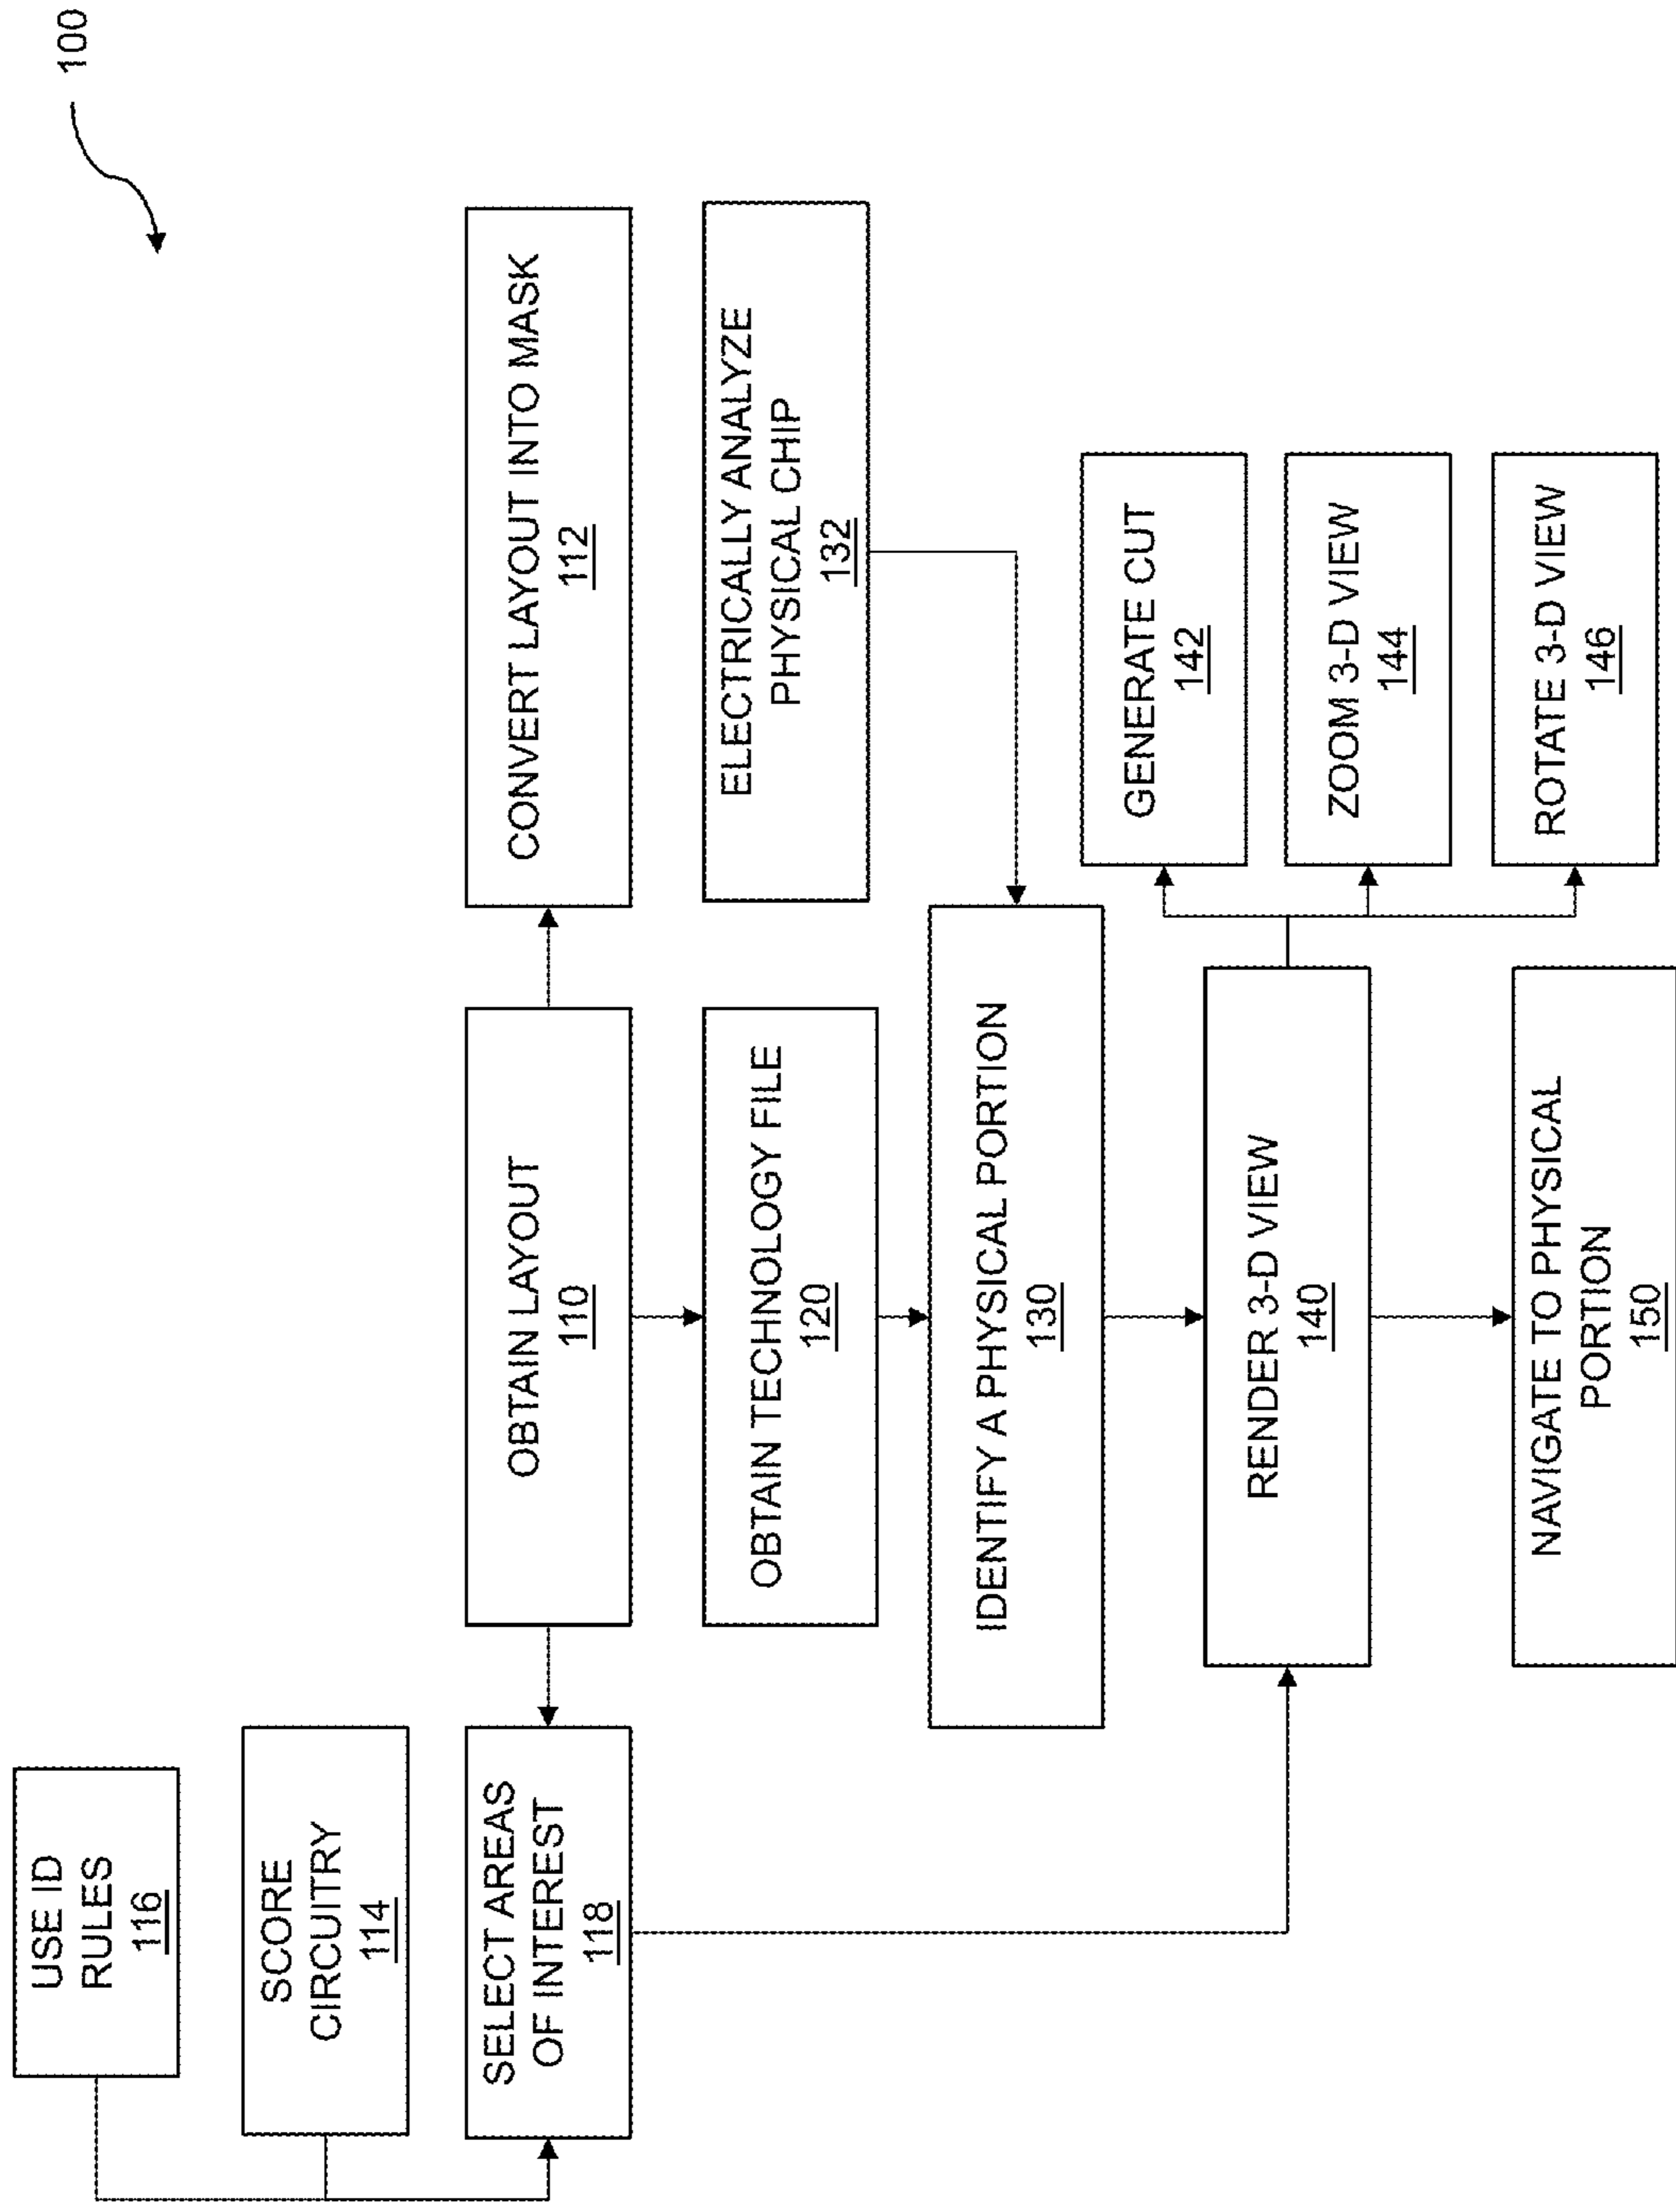 100
USE ID
RULES
116
SCORE
CIRCUITRY
114
SELECT AREAS
OF INTEREST
118
OBTAIN LAYOUT
110
CONVERT LAYOUT INTO MASK
112
OBTAIN TECHNOLOGY FILE
120
ELECTRICALLY ANALYZE
PHYSICAL CHIP
132
IDENTIFY A PHYSICAL PORTION
130
RENDER 3-D VIEW
140
GENERATE CUT
142
ZOOM 3-D VIEW
144
ROTATE 3-D VIEW
146
NAVIGATE TO PHYSICAL
PORTION
150